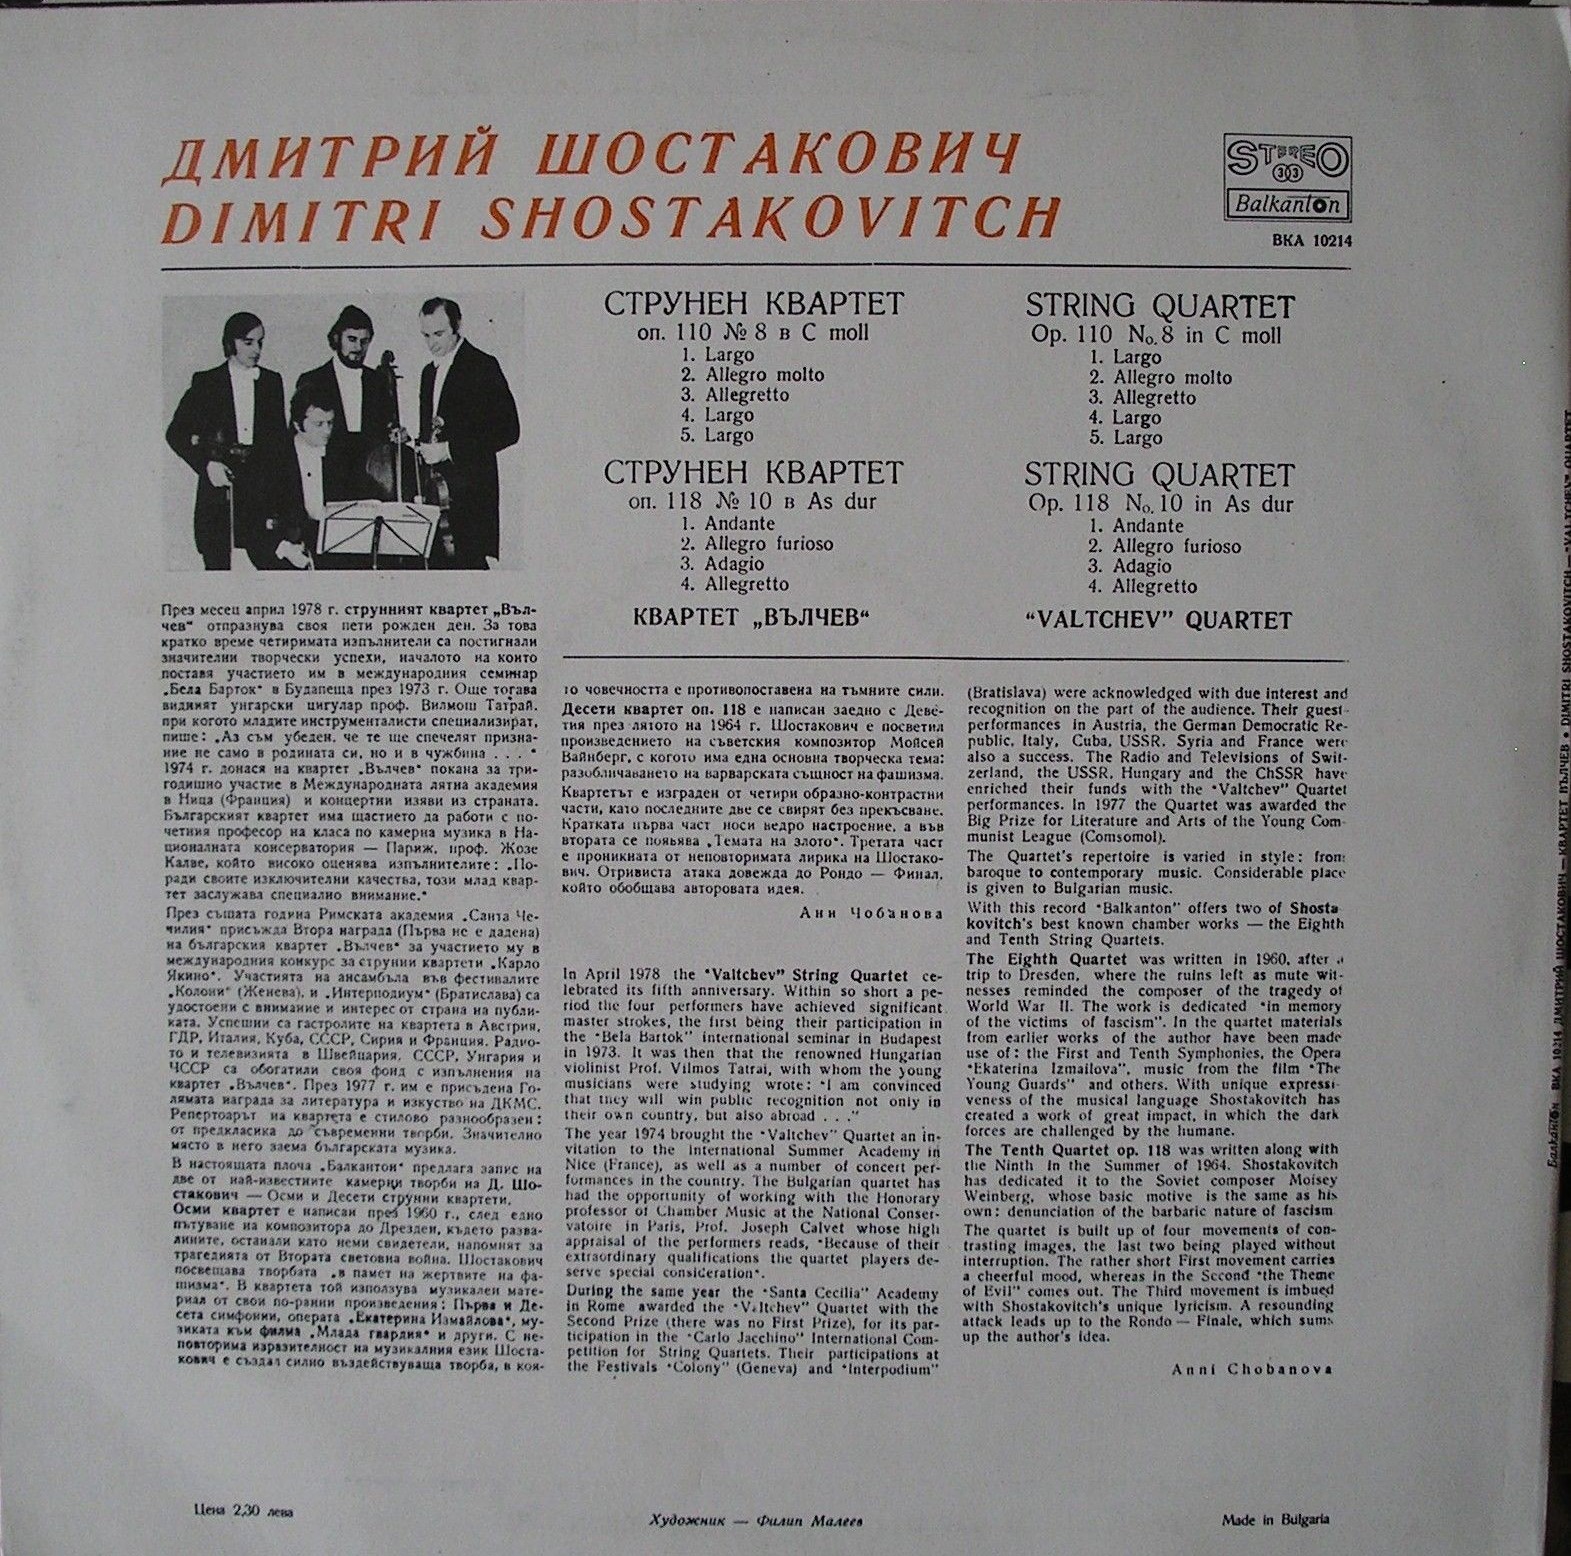 ДМИТРИЙ ШОСТАКОВИЧ
DIMITRI SHOSTAKOVITCH
STEREO
33
Balkanton
ВКА 10214
СТРУНЕН КВАРТЕТ
оп. 110 № 8 в C moll
1. Largo
2. Allegro molto
3. Allegretto
4. Largo
5. Largo
СТРУНЕН КВАРТЕТ
оп. 118 № 10 в As dur
1. Andante
2. Allegro furioso
3. Adagio
4. Allegretto
КВАРТЕТ „ВЪЛЧЕВ“
STRING QUARTET
Op. 110 No. 8 in C moll
1. Largo
2. Allegro molto
3. Allegretto
4. Largo
5. Largo
STRING QUARTET
Op. 118 No. 10 in As dur
1. Andante
2. Allegro furioso
3. Adagio
4. Allegretto
“VALTCHEV” QUARTET
През месец април 1978 г. струнният квартет „Въл-
чев“ отпразнува своя пети рожден ден. За това
кратко време четиримата изпълнители са постигнали
значителни творчески успехи, началото на които
поставя участието им в международния семинар
„Бела Барток“ в Будапеща през 1973 г. Още тогава
видният унгарски цигулар проф. Вилмош Татрай,
при когото младите инструменталисти специализират,
пише: „Аз съм убеден, че те ще спечелят призна-
ние не само в родината си, но и в чужбина . . . “
1974 г. донася на квартет „Вълчев“ покана за три-
годишно участие в Международната лятна академия
в Ница (Франция) и концертни изяви из страната.
Българският квартет има щастието да работи с по-
четния професор на класа по камерна музика в На-
ционалната консерватория — Париж, проф. Жозе
Калве, който високо оценява изпълнителите: „По-
ради своите изключителни качества, този млад квар-
тет заслужава специално внимание.“
През същата година Римската академия „Санта Че-
чилия“ присъжда Втора награда (Първа не е дадена)
на българския квартет „Вълчев“ за участието му в
международния конкурс за струнни квартети „Карло
Якино“. Участията на ансамбъла във фестивалите
„Колони“ (Женева), и „Интерподиум“ (Братислава) са
удостоени с внимание и интерес от страна на публи-
ката. Успешни са гастролите на квартета в Австрия,
ГДР, Италия, Куба, СССР, Сирия и Франция. Радио-
то и телевизията в Швейцария, СССР, Унгария и
ЧССР са обогатили своя фонд с изпълнения на
квартет „Вълчев“. През 1977 г. им е присъдена Го-
лямата награда за литература и изкуство на ДКМС.
Репертоарът на квартета е стилово разнообразен:
от предкласика до съвременни творби. Значително
място в него заема българската музика.
В настоящата плоча „Балкантон“ предлага запис на
две от най-известните камерни творби на Д. Шо-
стакович — Осми и Десети струнни квартети.
Осми квартет е написан през 1960 г., след едно
пътуване на композитора до Дрезден, където разва-
лините, останали като неми свидетели, напомнят за
трагедията от Втората световна война. Шостакович
посвещава творбата „в памет на жертвите на фа-
шизма“. В квартета той използува музикален мате-
риал от свои по-ранни произведения: Първа и Де-
сета симфонии, операта „Екатерина Измайлова“, му-
зиката към филма „Млада гвардия“ и други. С не-
повторима изразителност на музикалния език Шоста-
кович е създал силно въздействуваща творба, в коя-
то човечността е противопоставена на тъмните сили.
Десети квартет оп. 118 е написан заедно с Деве-
тия през лятото на 1964 г. Шостакович е посветил
произведението на съветския композитор Мойсей
Вайнберг, с когото има една основна творческа тема:
разобличаването на варварската същност на фашизма.
Квартетът е изграден от четири образно-контрастни
части, като последните две се свирят без прекъсване.
Кратката първа част носи ведро настроение, а във
втората се появява „Темата на злото“. Третата част
е проникната от неповторимата лирика на Шостако-
вич. Отривиста атака довежда до Рондо — Финал,
който обобщава авторовата идея.
Ани Чобанова
In April 1978 the “Valtchev” String Quartet ce-
lebrated its fifth anniversary. Within so short a pe-
riod the four performers have achieved significant
master strokes, the first being their participation in
the “Bela Bartok” international seminar in Budapest
in 1973. It was then that the renowned Hungarian
violinist Prof. Vilmos Tatrai, with whom the young
musicians were studying wrote: “I am convinced
that they will win public recognition not only in
their own country, but also abroad . . .”
The year 1974 brought the “Valtchev” Quartet an in-
vitation to the International Summer Academy in
Nice (France), as well as a number of concert per-
formances in the country. The Bulgarian quartet has
had the opportunity of working with the Honorary
professor of Chamber Music at the National Conser-
vatoire in Paris, Prof. Joseph Calvet whose high
appraisal of the performers reads, “Because of their
extraordinary qualifications the quartet players de-
serve special consideration”.
During the same year the “Santa Cecilia” Academy
in Rome awarded the “Valtchev” Quartet with the
Second Prize (there was no First Prize), for its par-
ticipation in the “Carlo Jacchino” International Com-
petition for String Quartets. Their participations at
the Festivals “Colony” (Geneva) and “Interpodium”
(Bratislava) were acknowledged with due interest and
recognition on the part of the audience. Their guest-
performances in Austria, the German Democratic Re-
public, Italy, Cuba, USSR, Syria and France were
also a success. The Radio and Televisions of Swit-
zerland, the USSR, Hungary and the ChSSR have
enriched their funds with the “Valtchev” Quartet
performances. In 1977 the Quartet was awarded the
Big Prize for Literature and Arts of the Young Com-
munist League (Comsomol).
The Quartet’s repertoire is varied in style: from
baroque to contemporary music. Considerable place
is given to Bulgarian music.
With this record “Balkanton” offers two of Shosta-
kovitch’s best known chamber works — the Eighth
and Tenth String Quartets.
The Eighth Quartet was written in 1960, after a
trip to Dresden, where the ruins left as mute wit-
nesses reminded the composer of the tragedy of
World War II. The work is dedicated “in memory
of the victims of fascism”. In the quartet materials
from earlier works of the author have been made
use of: the First and Tenth Symphonies, the Opera
“Ekaterina Izmailova”, music from the film “The
Young Guards” and others. With unique expressi-
veness of the musical language Shostakovitch has
created a work of great impact, in which the dark
forces are challenged by the humane.
The Tenth Quartet op. 118 was written along with
the Ninth in the Summer of 1964. Shostakovitch
has dedicated it to the Soviet composer Moisey
Weinberg, whose basic motive is the same as his
own: denunciation of the barbaric nature of fascism
The quartet is built up of four movements of con-
trasting images, the last two being played without
interruption. The rather short First movement carries
a cheerful mood, whereas in the Second “the Theme
of Evil” comes out. The Third movement is imbued
with Shostakovitch’s unique lyricism. A resounding
attack leads up to the Rondo — Finale, which sums
up the author’s idea.
Anni Chobanova
Цена 2,30 лева
Художник — Филип Малеев
Made in Bulgaria
Балкантон ВКА 10214 ДМИТРИЙ ШОСТАКОВИЧ — КВАРТЕТ ВЪЛЧЕВ • DIMITRI SHOSTAKOVITCH — “VALTCHEV” QUARTET